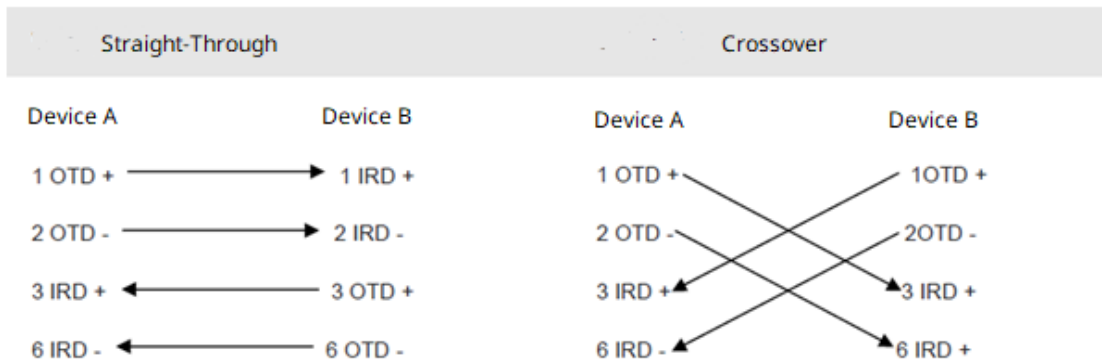 Straight-Through
Crossover
Device A Device B
1 OTD + 1 IRD +
2 OTD - 2 IRD -
3 IRD + 3 OTD +
6 IRD - 6 OTD -
Device A Device B
1 OTD + 1OTD +
2 OTD - 2OTD -
3 IRD + 3 IRD +
6 IRD - 6 IRD +